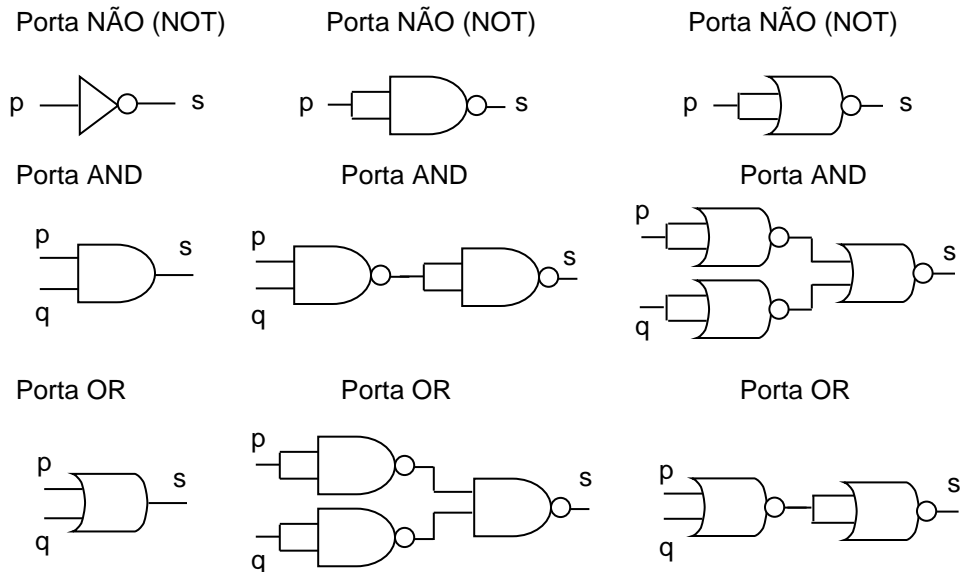 Porta NÃO (NOT) Porta NÃO (NOT) Porta NÃO (NOT)
p s p s p s
Porta AND Porta AND Porta AND
p
p s p s s
q q q
Porta OR Porta OR Porta OR
p s p s p s
q q q